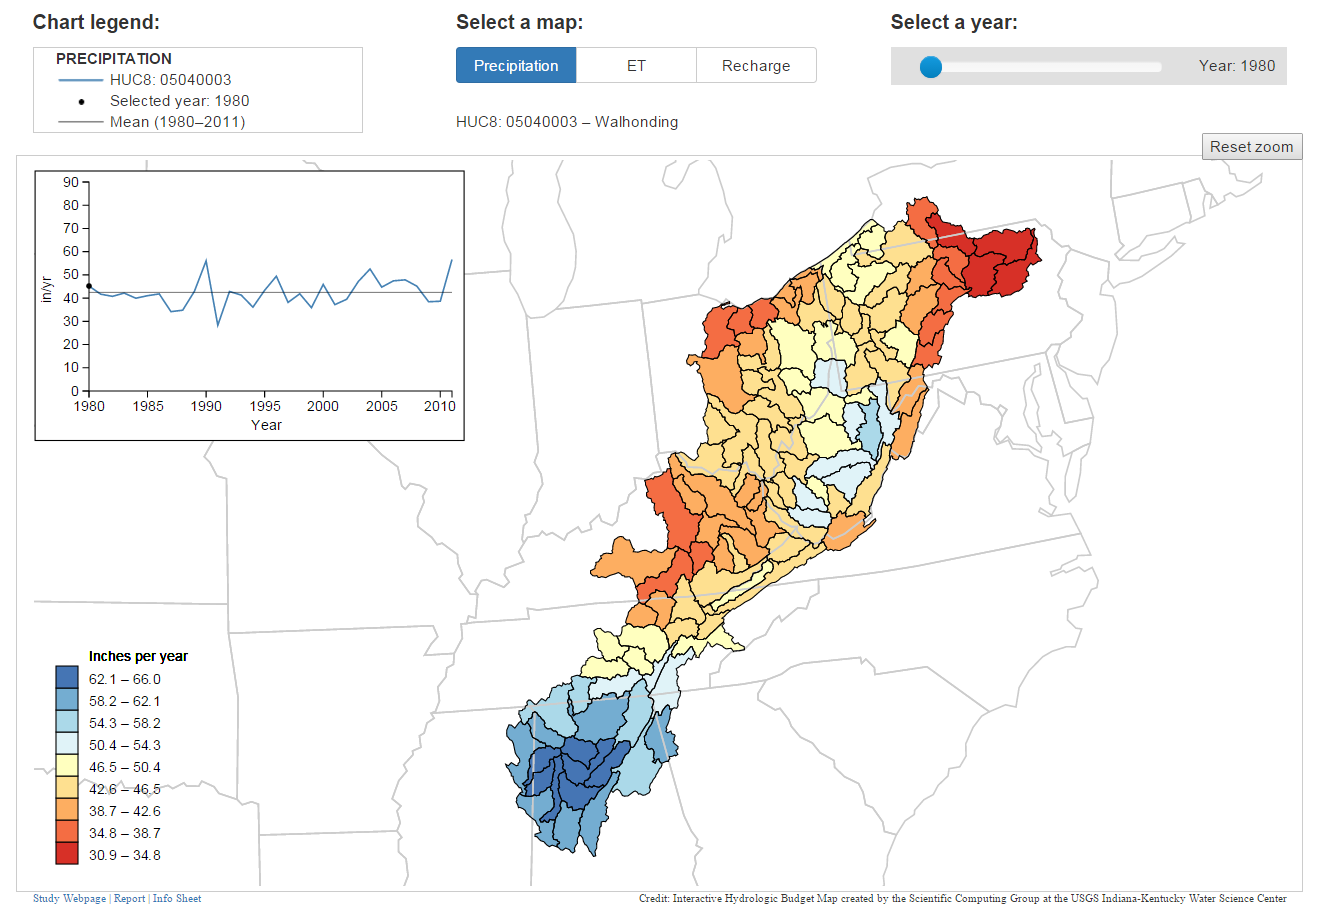 Chart legend:
PRECIPITATION
HUC8: 05040003
Selected year: 1980
Mean (1980–2011)
Select a map:
Precipitation
ET
Recharge
HUC8: 05040003 – Walhonding
Select a year:
Year: 1980
Reset zoom
90
80
70
60
50
40
30
20
10
0
in/yr
1980
1985
1990
1995
2000
2005
2010
Year
Inches per year
62.1 – 66.0
58.2 – 62.1
54.3 – 58.2
50.4 – 54.3
46.5 – 50.4
42.6 – 46.5
38.7 – 42.6
34.8 – 38.7
30.9 – 34.8
Study Webpage | Report | Info Sheet
Credit: Interactive Hydrologic Budget Map created by the Scientific Computing Group at the USGS Indiana-Kentucky Water Science Center